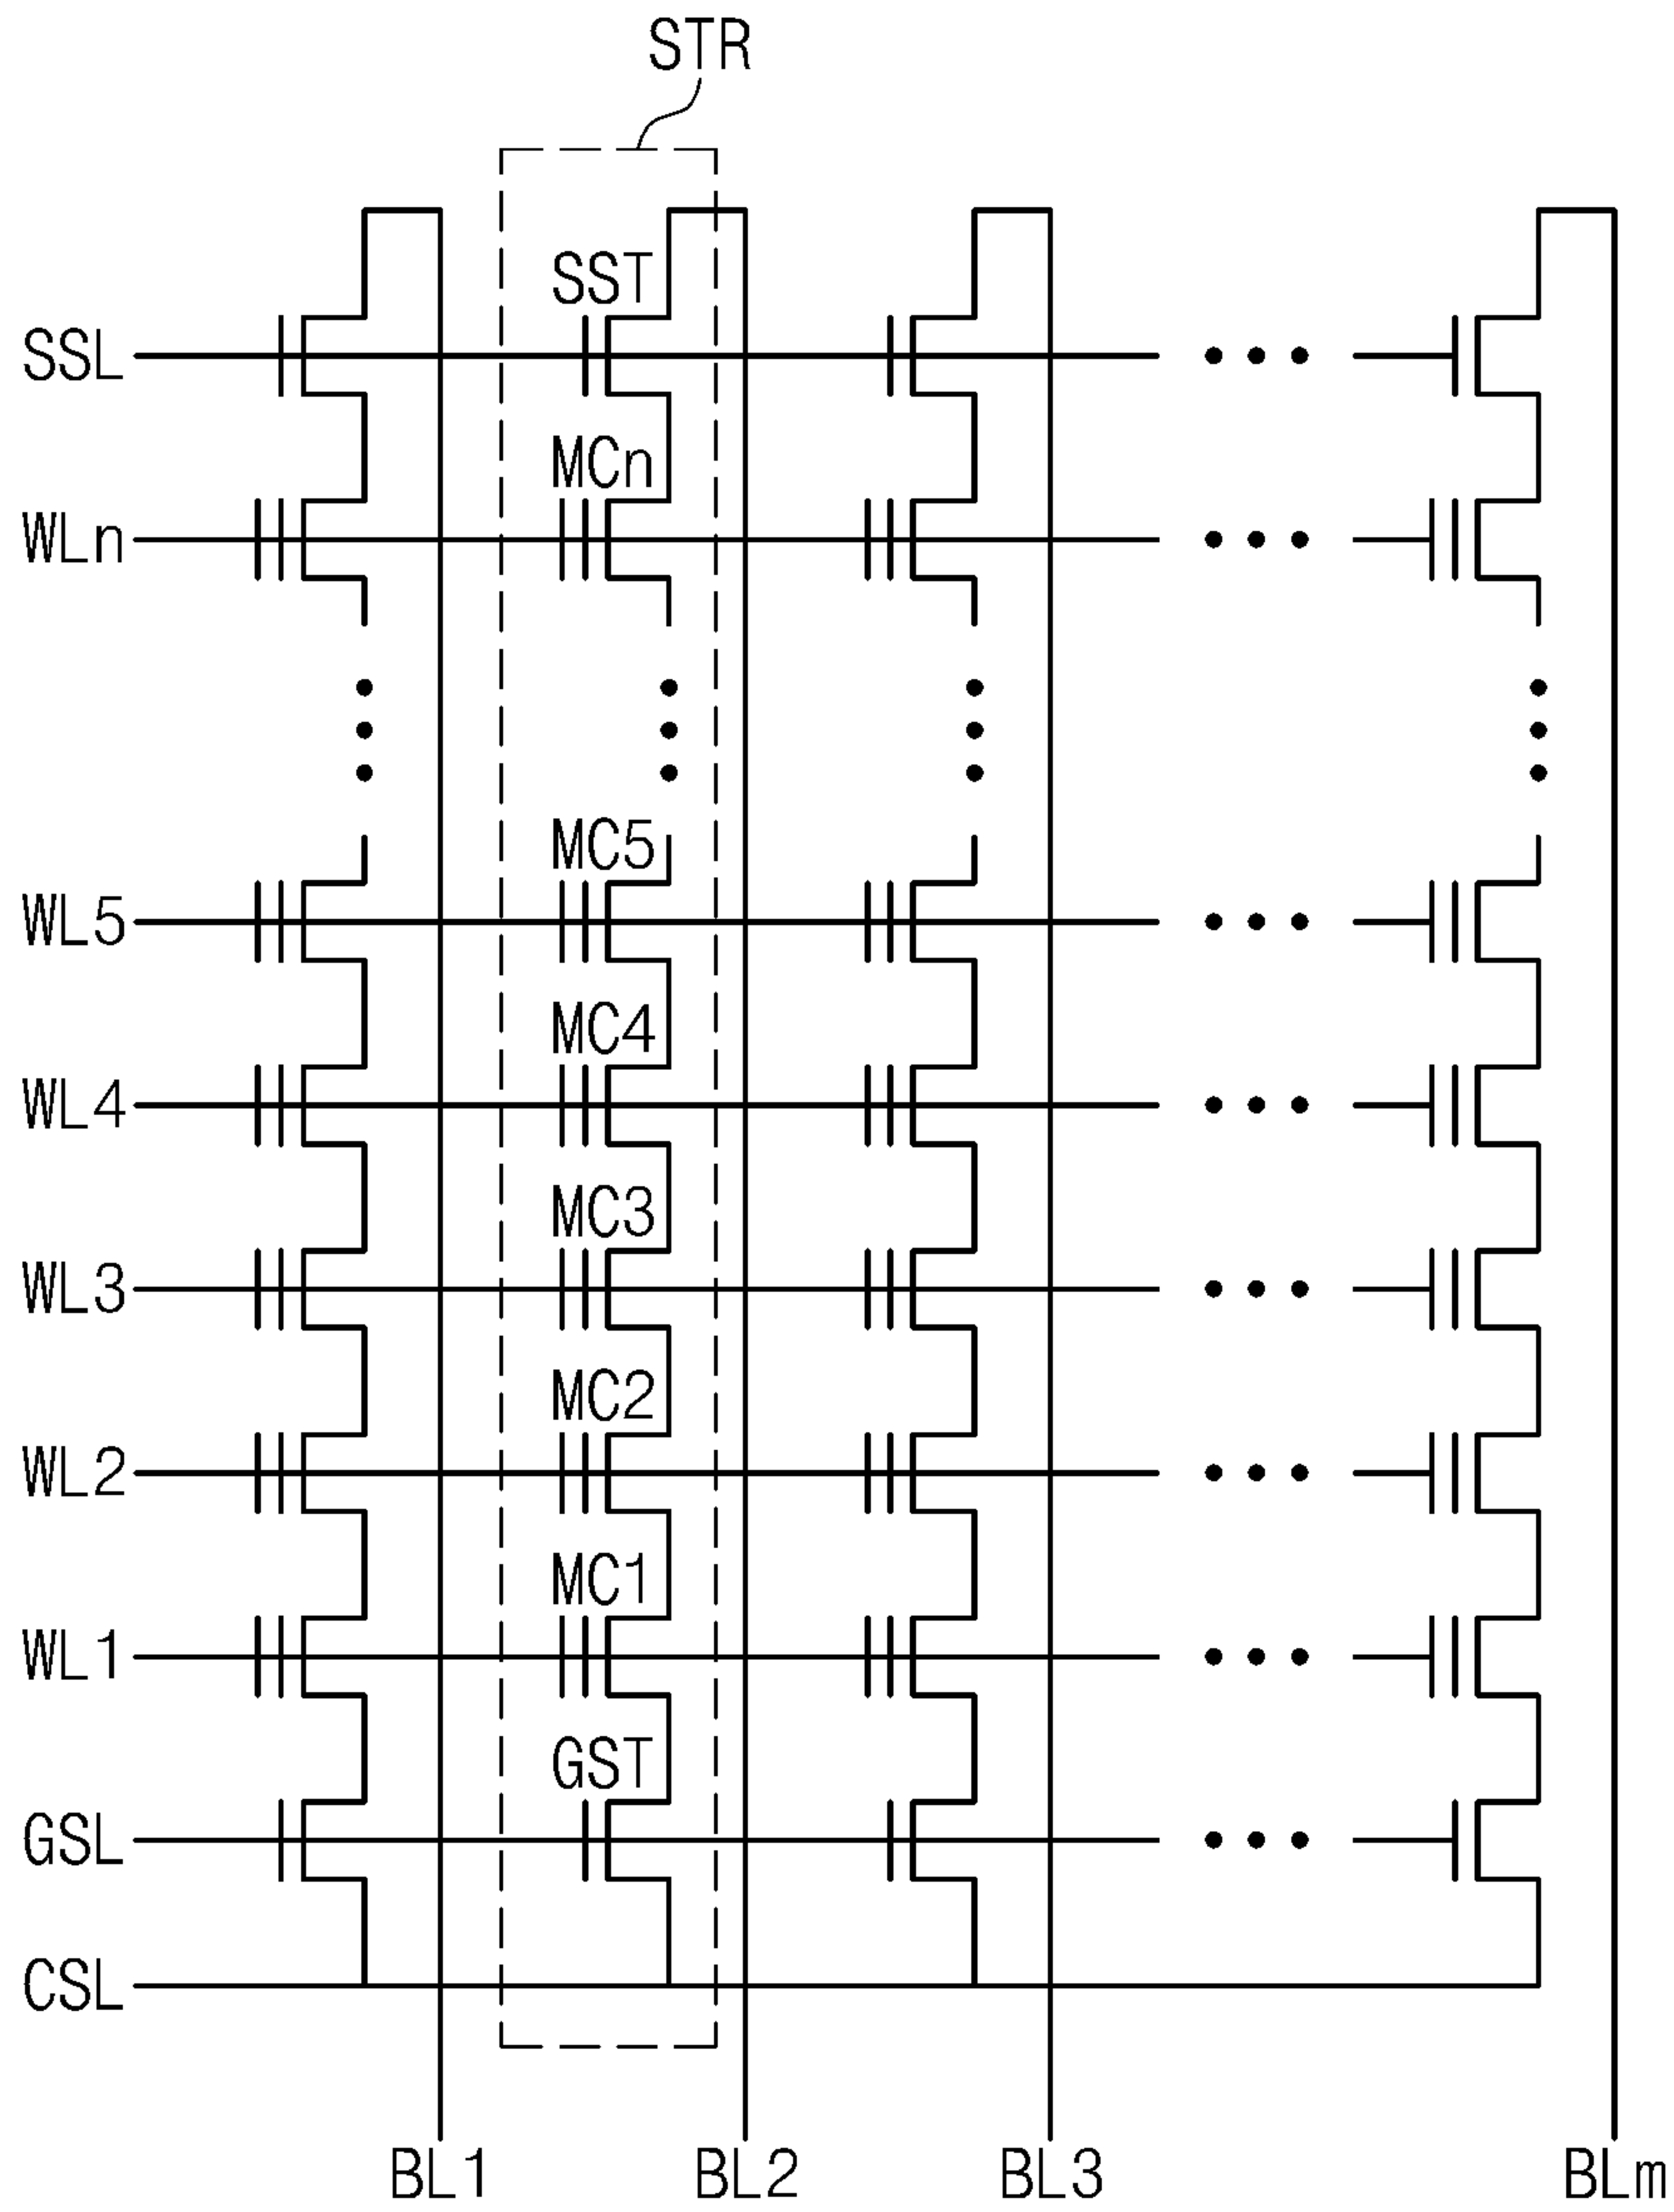 STR
SST
SSL
MCn
WLn
MC5
WL5
MC4
WL4
MC3
WL3
MC2
WL2
MC1
WL1
GST
GSL
CSL
BL1 BL2 BL3 BLm